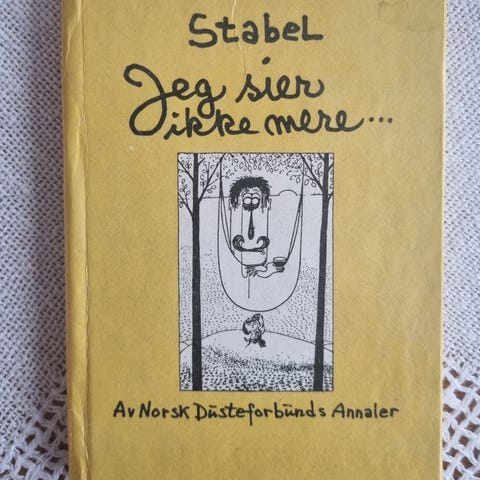 Stabel
Jeg sier
ikke mere...
Av Norsk Düsteforbünds Annaler